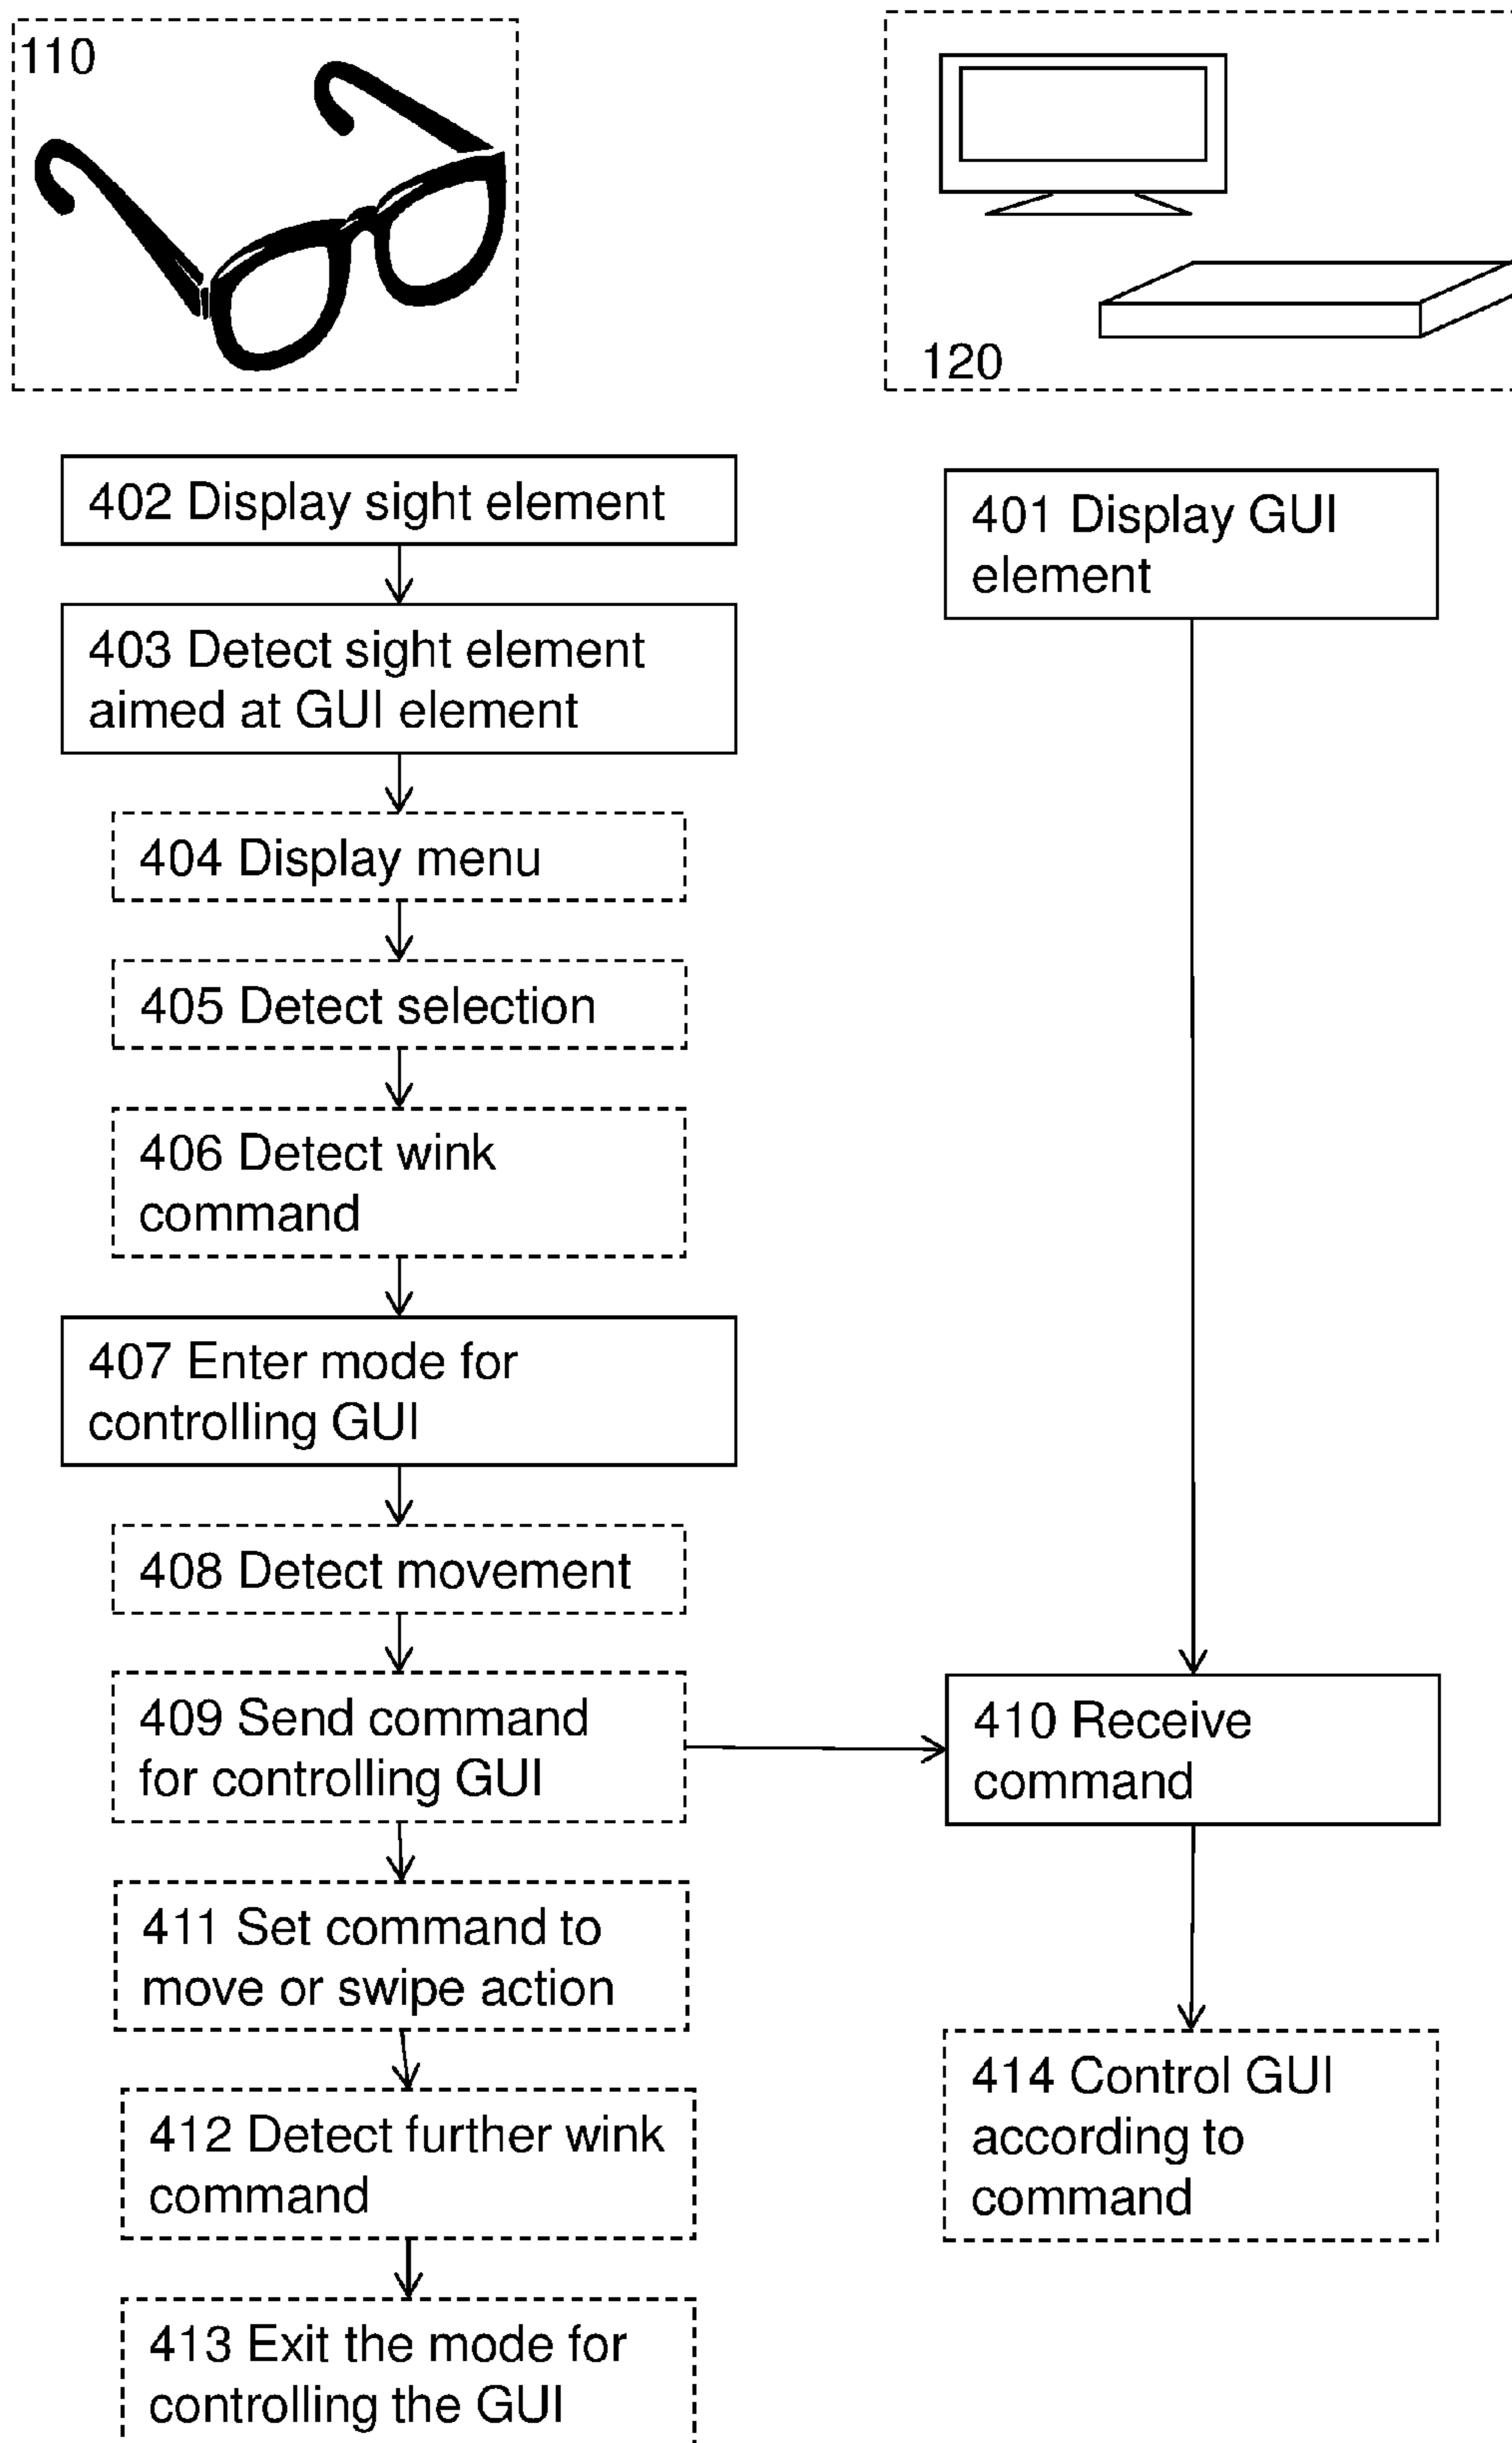 110
120
402 Display sight element
401 Display GUI
element
403 Detect sight element
aimed at GUI element
404 Display menu
405 Detect selection
406 Detect wink
command
407 Enter mode for
controlling GUI
408 Detect movement
409 Send command
for controlling GUI
410 Receive
command
411 Set command to
move or swipe action
412 Detect further wink
command
414 Control GUI
according to
command
413 Exit the mode for
controlling the GUI